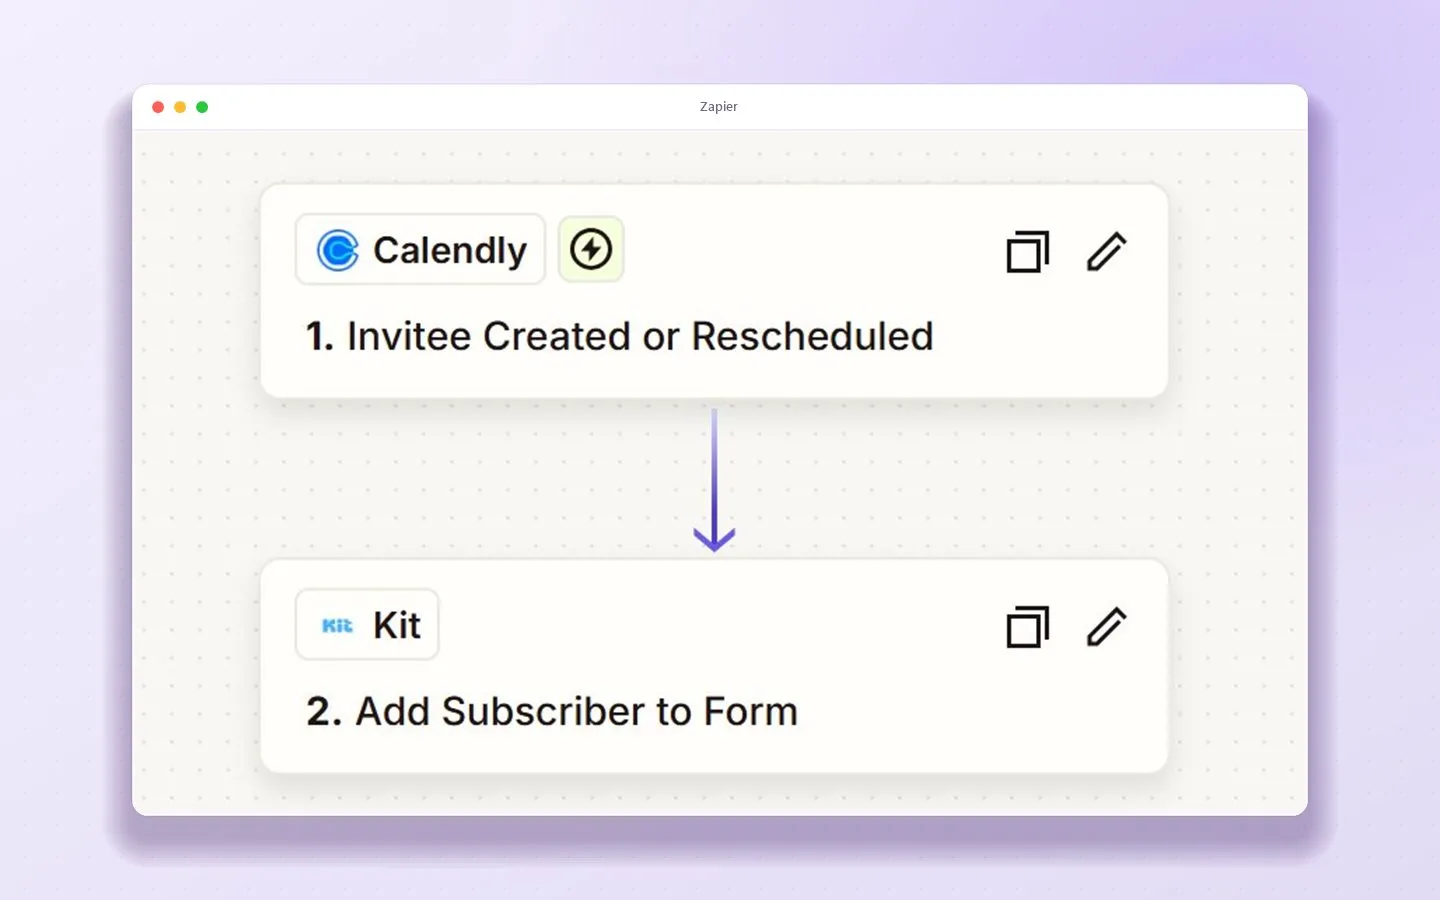 Zapier
Calendly
1. Invitee Created or Rescheduled
Kit Kit
2. Add Subscriber to Form